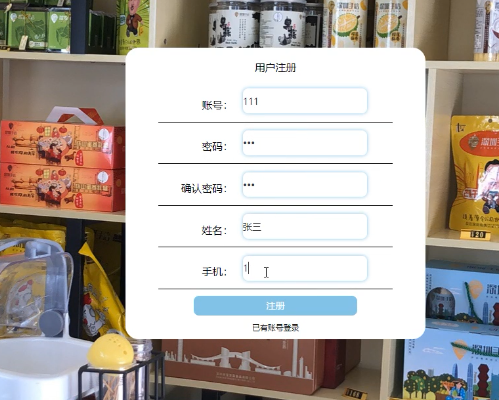 用户注册
账号： 111
密码： •••
确认密码： •••
姓名： 张三
手机： 1
注册
已有账号登录